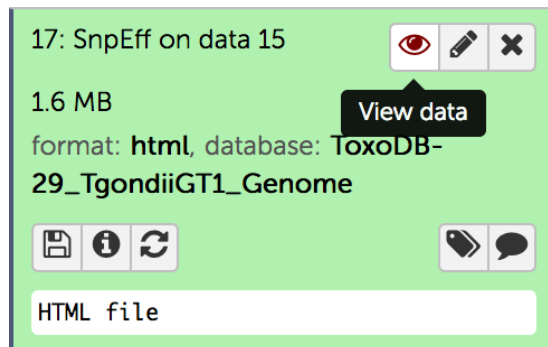 17: SnpEff on data 15
1.6 MB
View data
format: html, database: ToxoDB-
29_TgondiiGT1_Genome
HTML file